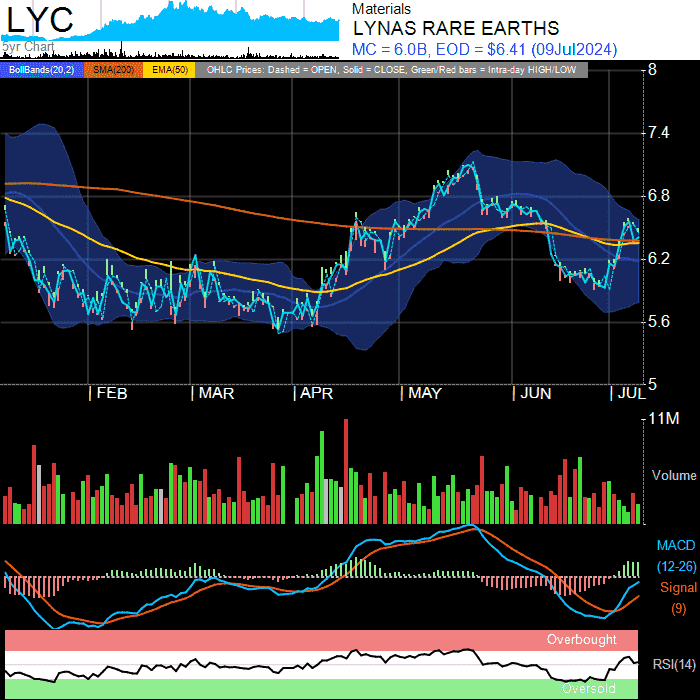 LYC
5yr Chart
Materials
LYNAS RARE EARTHS
MC = 6.0B, EOD = $6.41 (09Jul2024)
BollBands(20,2) SMA(200) EMA(50) OHLC Prices: Dashed = OPEN, Solid = CLOSE, Green/Red bars = Intra-day HIGH/LOW
8
7.4
6.8
6.2
5.6
5
| FEB | MAR | APR | MAY | JUN | JUL
11M
Volume
MACD
(12-26)
Signal
(9)
Overbought
RSI(14)
Oversold